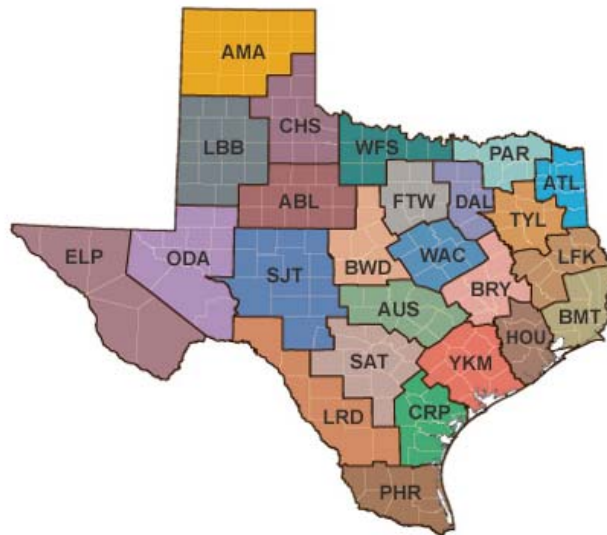 AMA
CHS
LBB
WFS
PAR
ATL
ABL
FTW
DAL
TYL
ELP
ODA
SJT
BWD
WAC
LFK
BRY
AUS
BMT
HOU
SAT
YKM
LRD
CRP
PHR